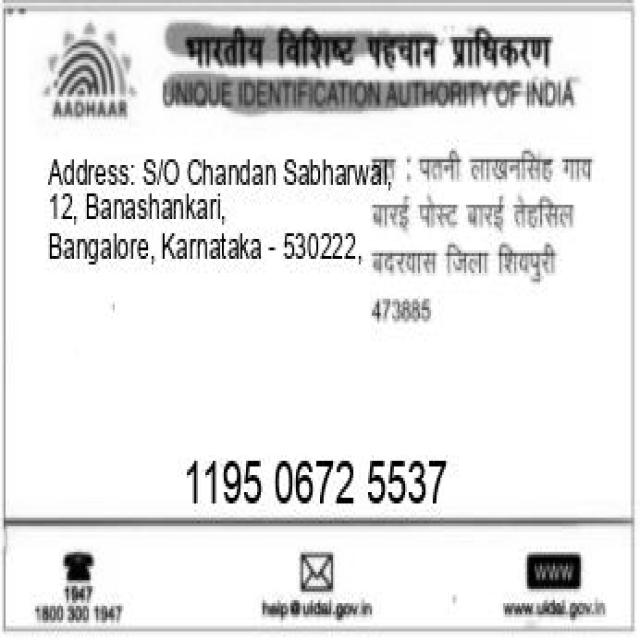 भारतीय विशिष्ट पहचान प्राधिकरण
AADHAAR
UNIQUE IDENTIFICATION AUTHORITY OF INDIA
Address: S/O Chandan Sabharwal,
12, Banashankari,
Bangalore, Karnataka - 530222,
: पतनी लाखनसिंह गाव
बारई पोस्ट बारई तेहसिल
बदरवास जिला शिवपुरी
473885
1195 0672 5537
1947
1800 300 1947
help@uidai.gov.in
WWW
www.uidai.gov.in